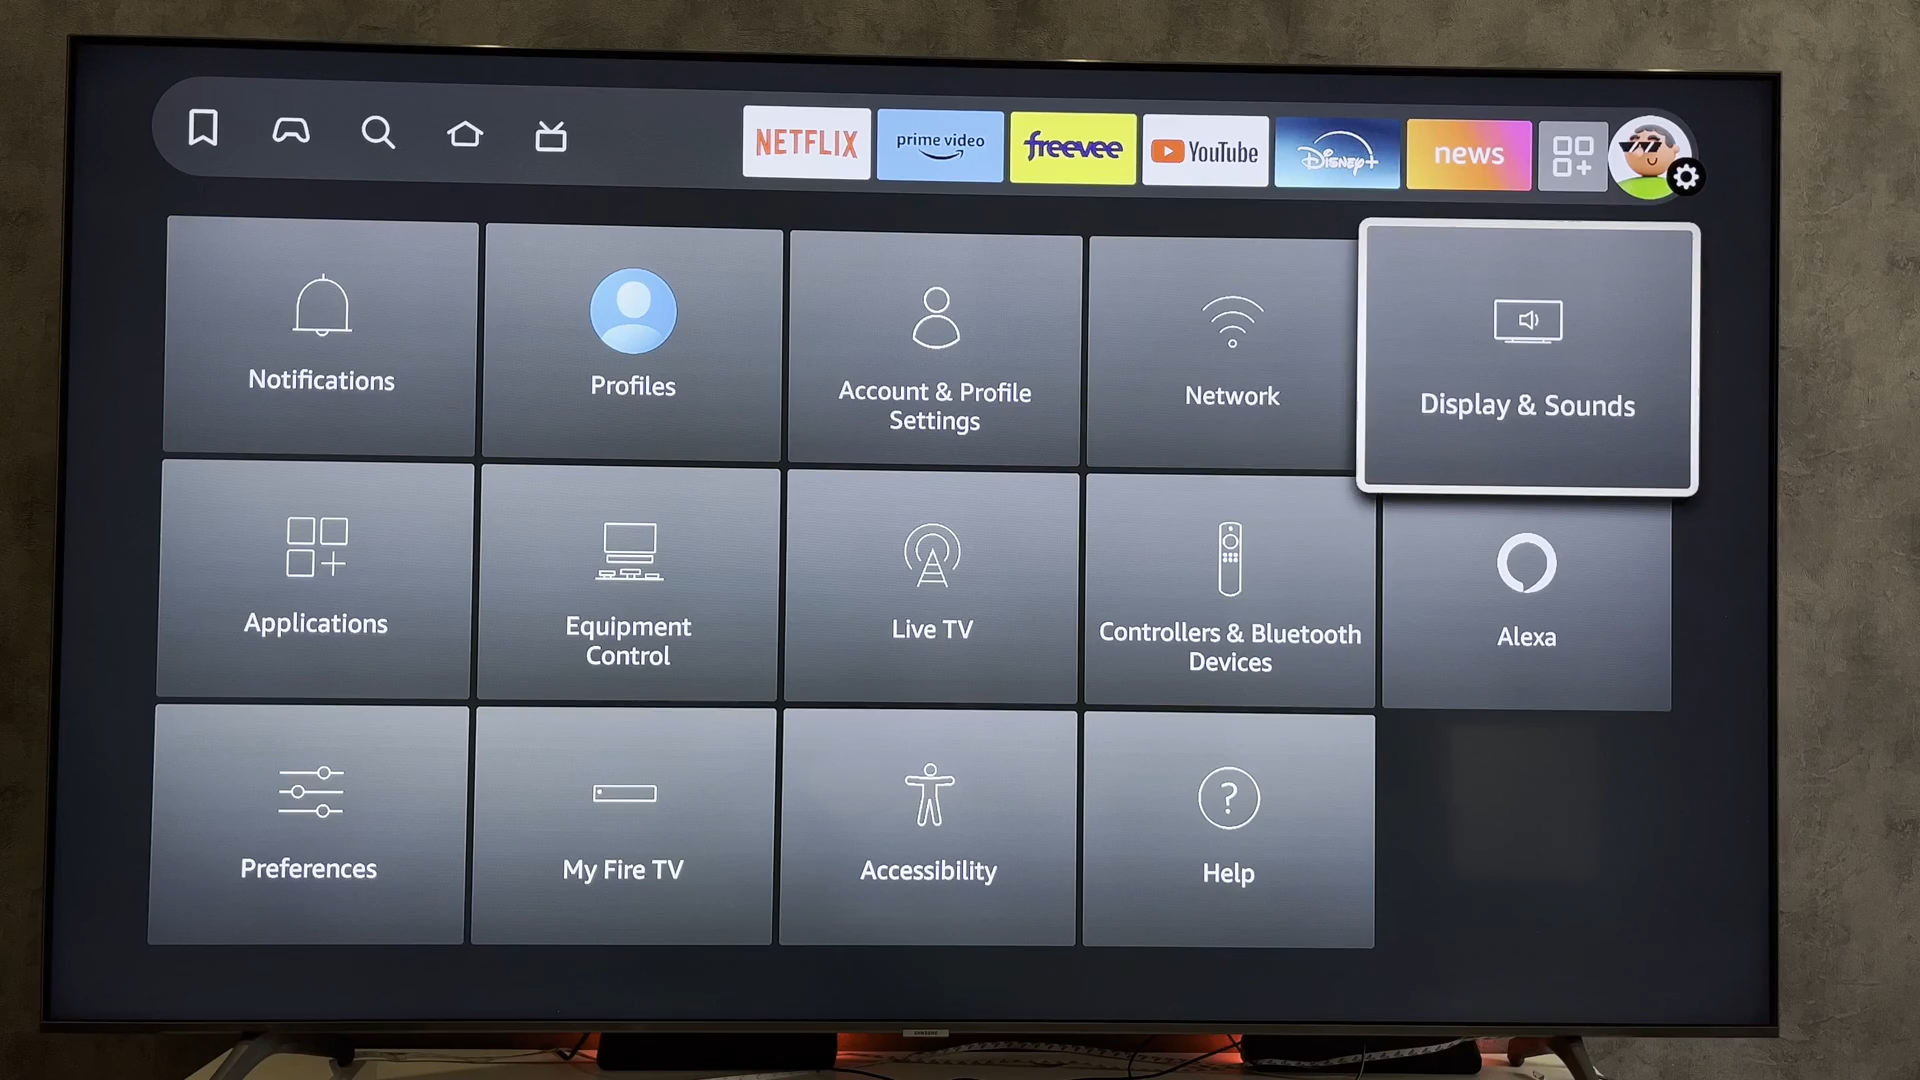 NETFLIX
prime video
freevee
YouTube
Disney+
news
Notifications
Profiles
Account & Profile
Settings
Network
Display & Sounds
Applications
Equipment
Control
Live TV
Controllers & Bluetooth
Devices
Alexa
Preferences
My Fire TV
Accessibility
?
Help
SAMSUNG